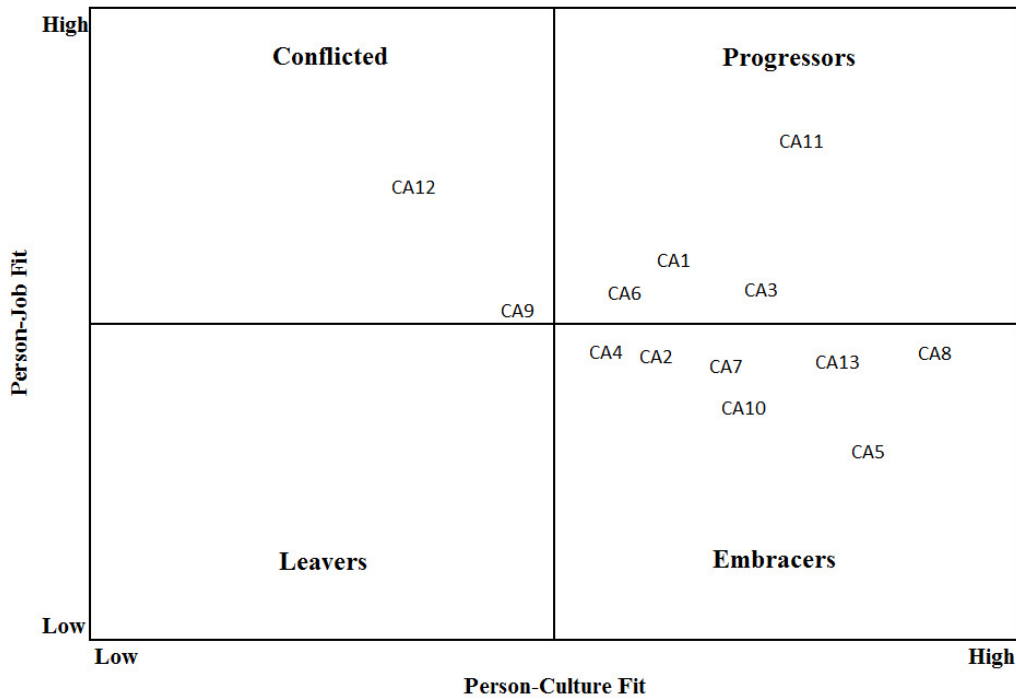 High
Conflicted
Progressors
CA11
CA12
CA1
CA6
CA3
CA9
Person-Job Fit
CA4
CA2
CA7
CA13
CA8
CA10
CA5
Leavers
Embracers
Low
Low
High
Person-Culture Fit